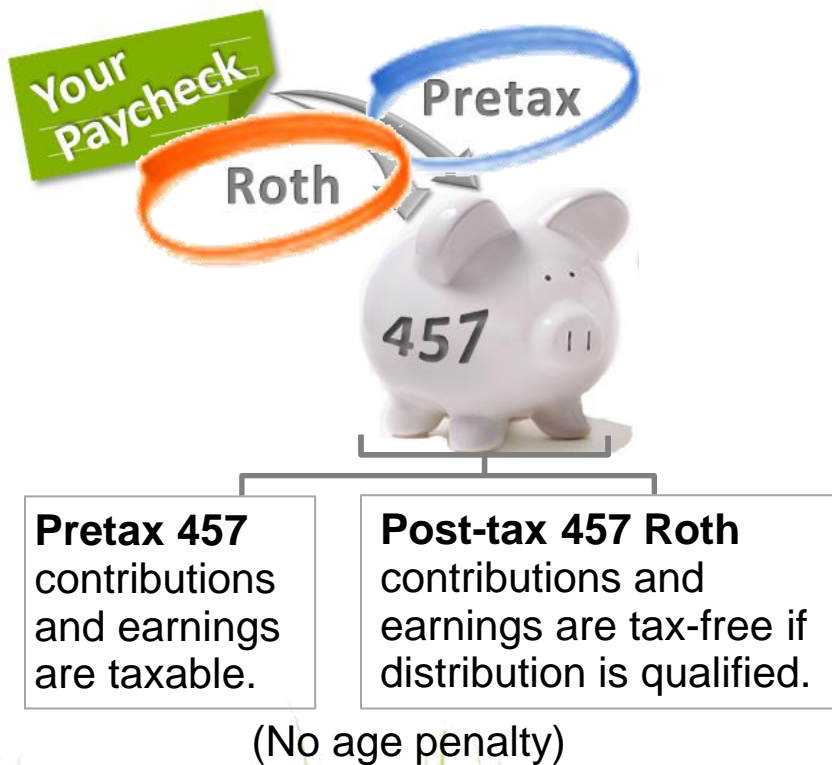 Your
Paycheck
Pretax
Roth
457
Pretax 457
contributions
and earnings
are taxable.
Post-tax 457 Roth
contributions and
earnings are tax-free if
distribution is qualified.
(No age penalty)